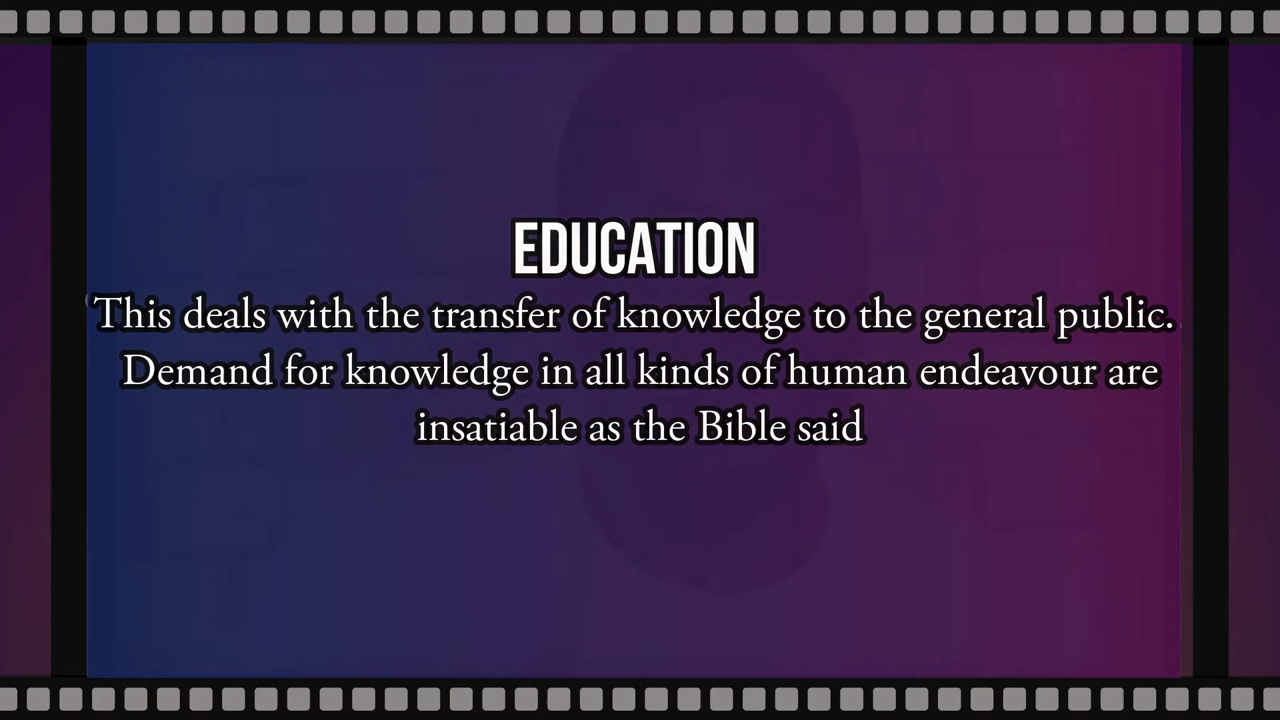 EDUCATION
This deals with the transfer of knowledge to the general public.
Demand for knowledge in all kinds of human endeavour are
insatiable as the Bible said